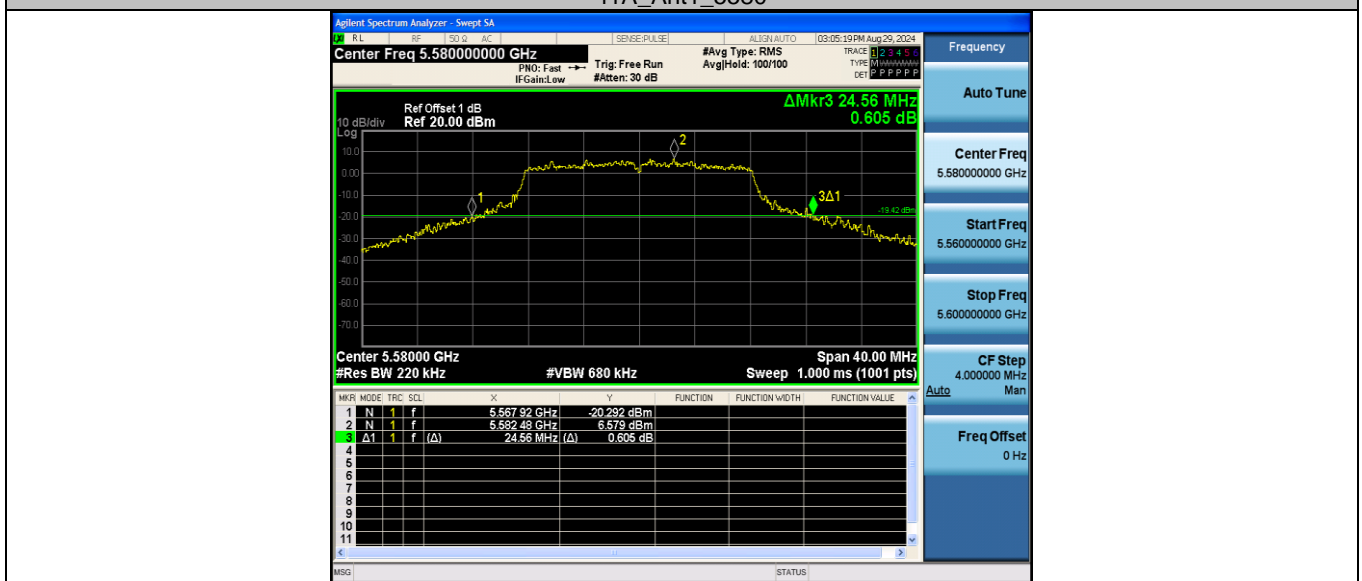 Agilent Spectrum Analyzer - Swept SA
RL RF 50 Ω AC SENSE:PULSE ALIGN AUTO 03:05:19 PM Aug 29, 2024
Center Freq 5.580000000 GHz
PNO: Fast
IFGain:Low
Trig: Free Run
#Atten: 30 dB
#Avg Type: RMS
Avg|Hold: 100/100
TRACE 1 2 3 4 5 6
TYPE M
DET P P P P P P
ΔMkr3 24.56 MHz
0.605 dB
Ref Offset 1 dB
Ref 20.00 dBm
10 dB/div
Log
10.0
0.00
-10.0
-20.0
-30.0
-40.0
-50.0
-60.0
-70.0
1
2
3Δ1
-19.42 dBm
Center 5.58000 GHz Span 40.00 MHz
#Res BW 220 kHz #VBW 680 kHz Sweep 1.000 ms (1001 pts)
MKR MODE TRC SCL X Y FUNCTION FUNCTION WIDTH FUNCTION VALUE
1 N 1 f 5.567 92 GHz -20.292 dBm
2 N 1 f 5.582 48 GHz 6.579 dBm
3 Δ1 1 f (Δ) 24.56 MHz (Δ) 0.605 dB
4
5
6
7
8
9
10
11
MSG STATUS
Frequency
Auto Tune
Center Freq
5.580000000 GHz
Start Freq
5.560000000 GHz
Stop Freq
5.600000000 GHz
CF Step
4.000000 MHz
Auto Man
Freq Offset
0 Hz